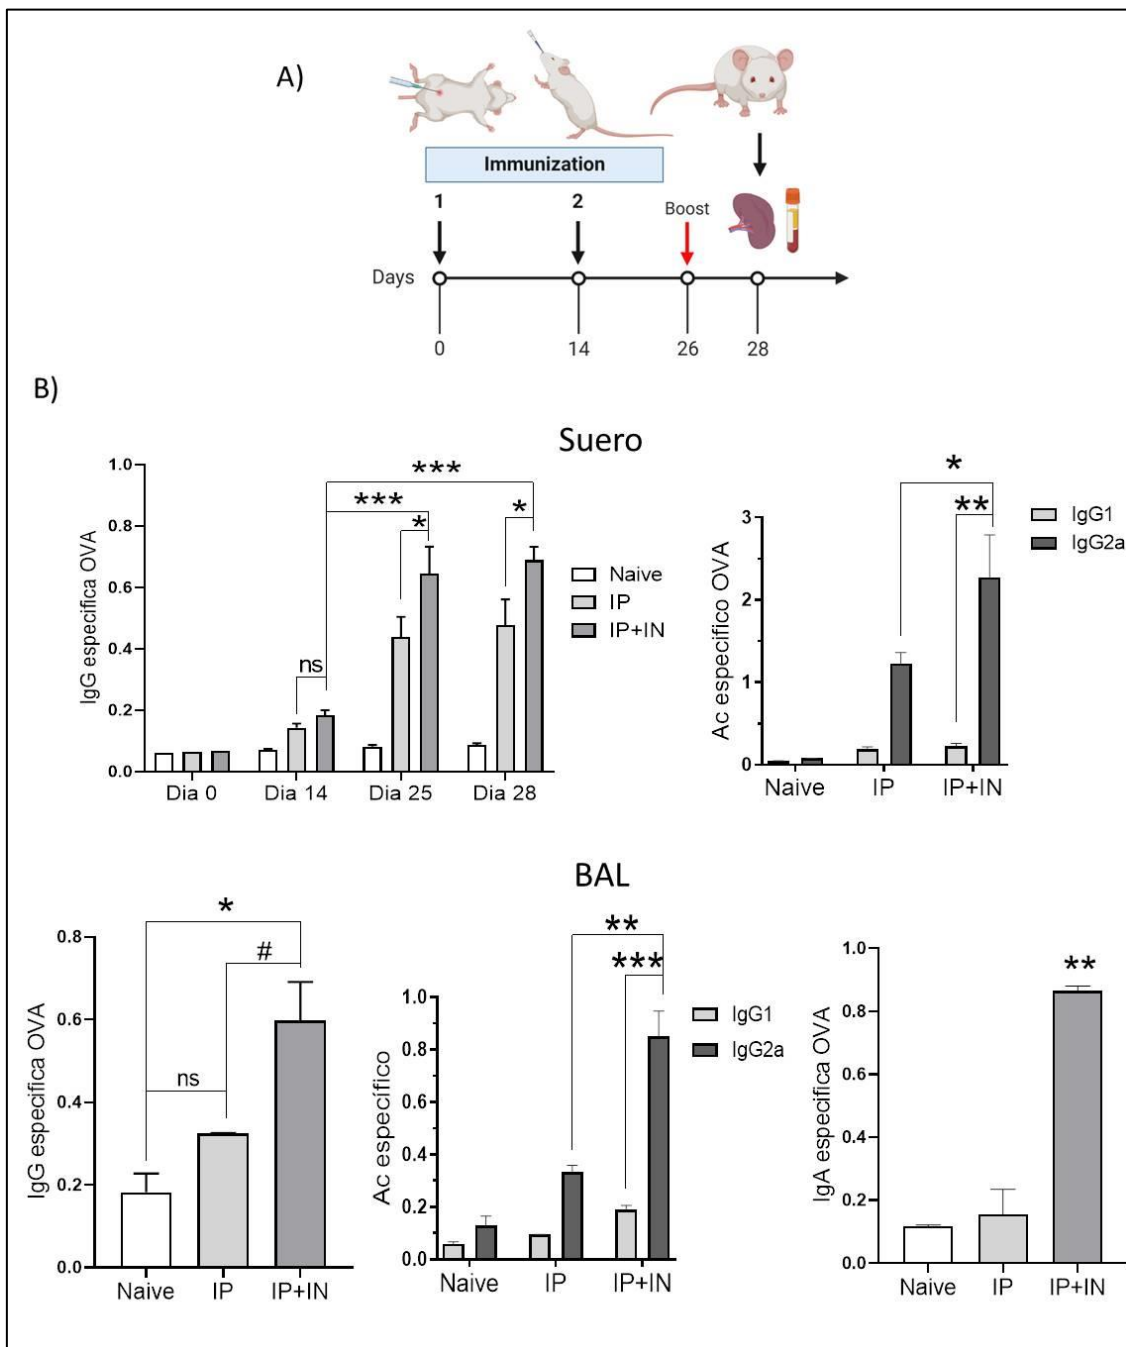 A)
Immunization
1 2
Boost
Days
0 14 26 28
B)
Suero
IgG especifica OVA
1.0
0.8
0.6
0.4
0.2
0.0
ns
***
***
*
*
Dia 0 Dia 14 Dia 25 Dia 28
Naive
IP
IP+IN
Ac especifico OVA
3
2
1
0
*
**
Naive IP IP+IN
IgG1
IgG2a
BAL
IgG especifica OVA
0.8
0.6
0.4
0.2
0.0
*
#
ns
Naive IP IP+IN
Ac específico
1.0
0.8
0.6
0.4
0.2
0.0
**
***
Naive IP IP+IN
IgG1
IgG2a
IgA especifica OVA
1.0
0.8
0.6
0.4
0.2
0.0
**
Naive IP IP+IN